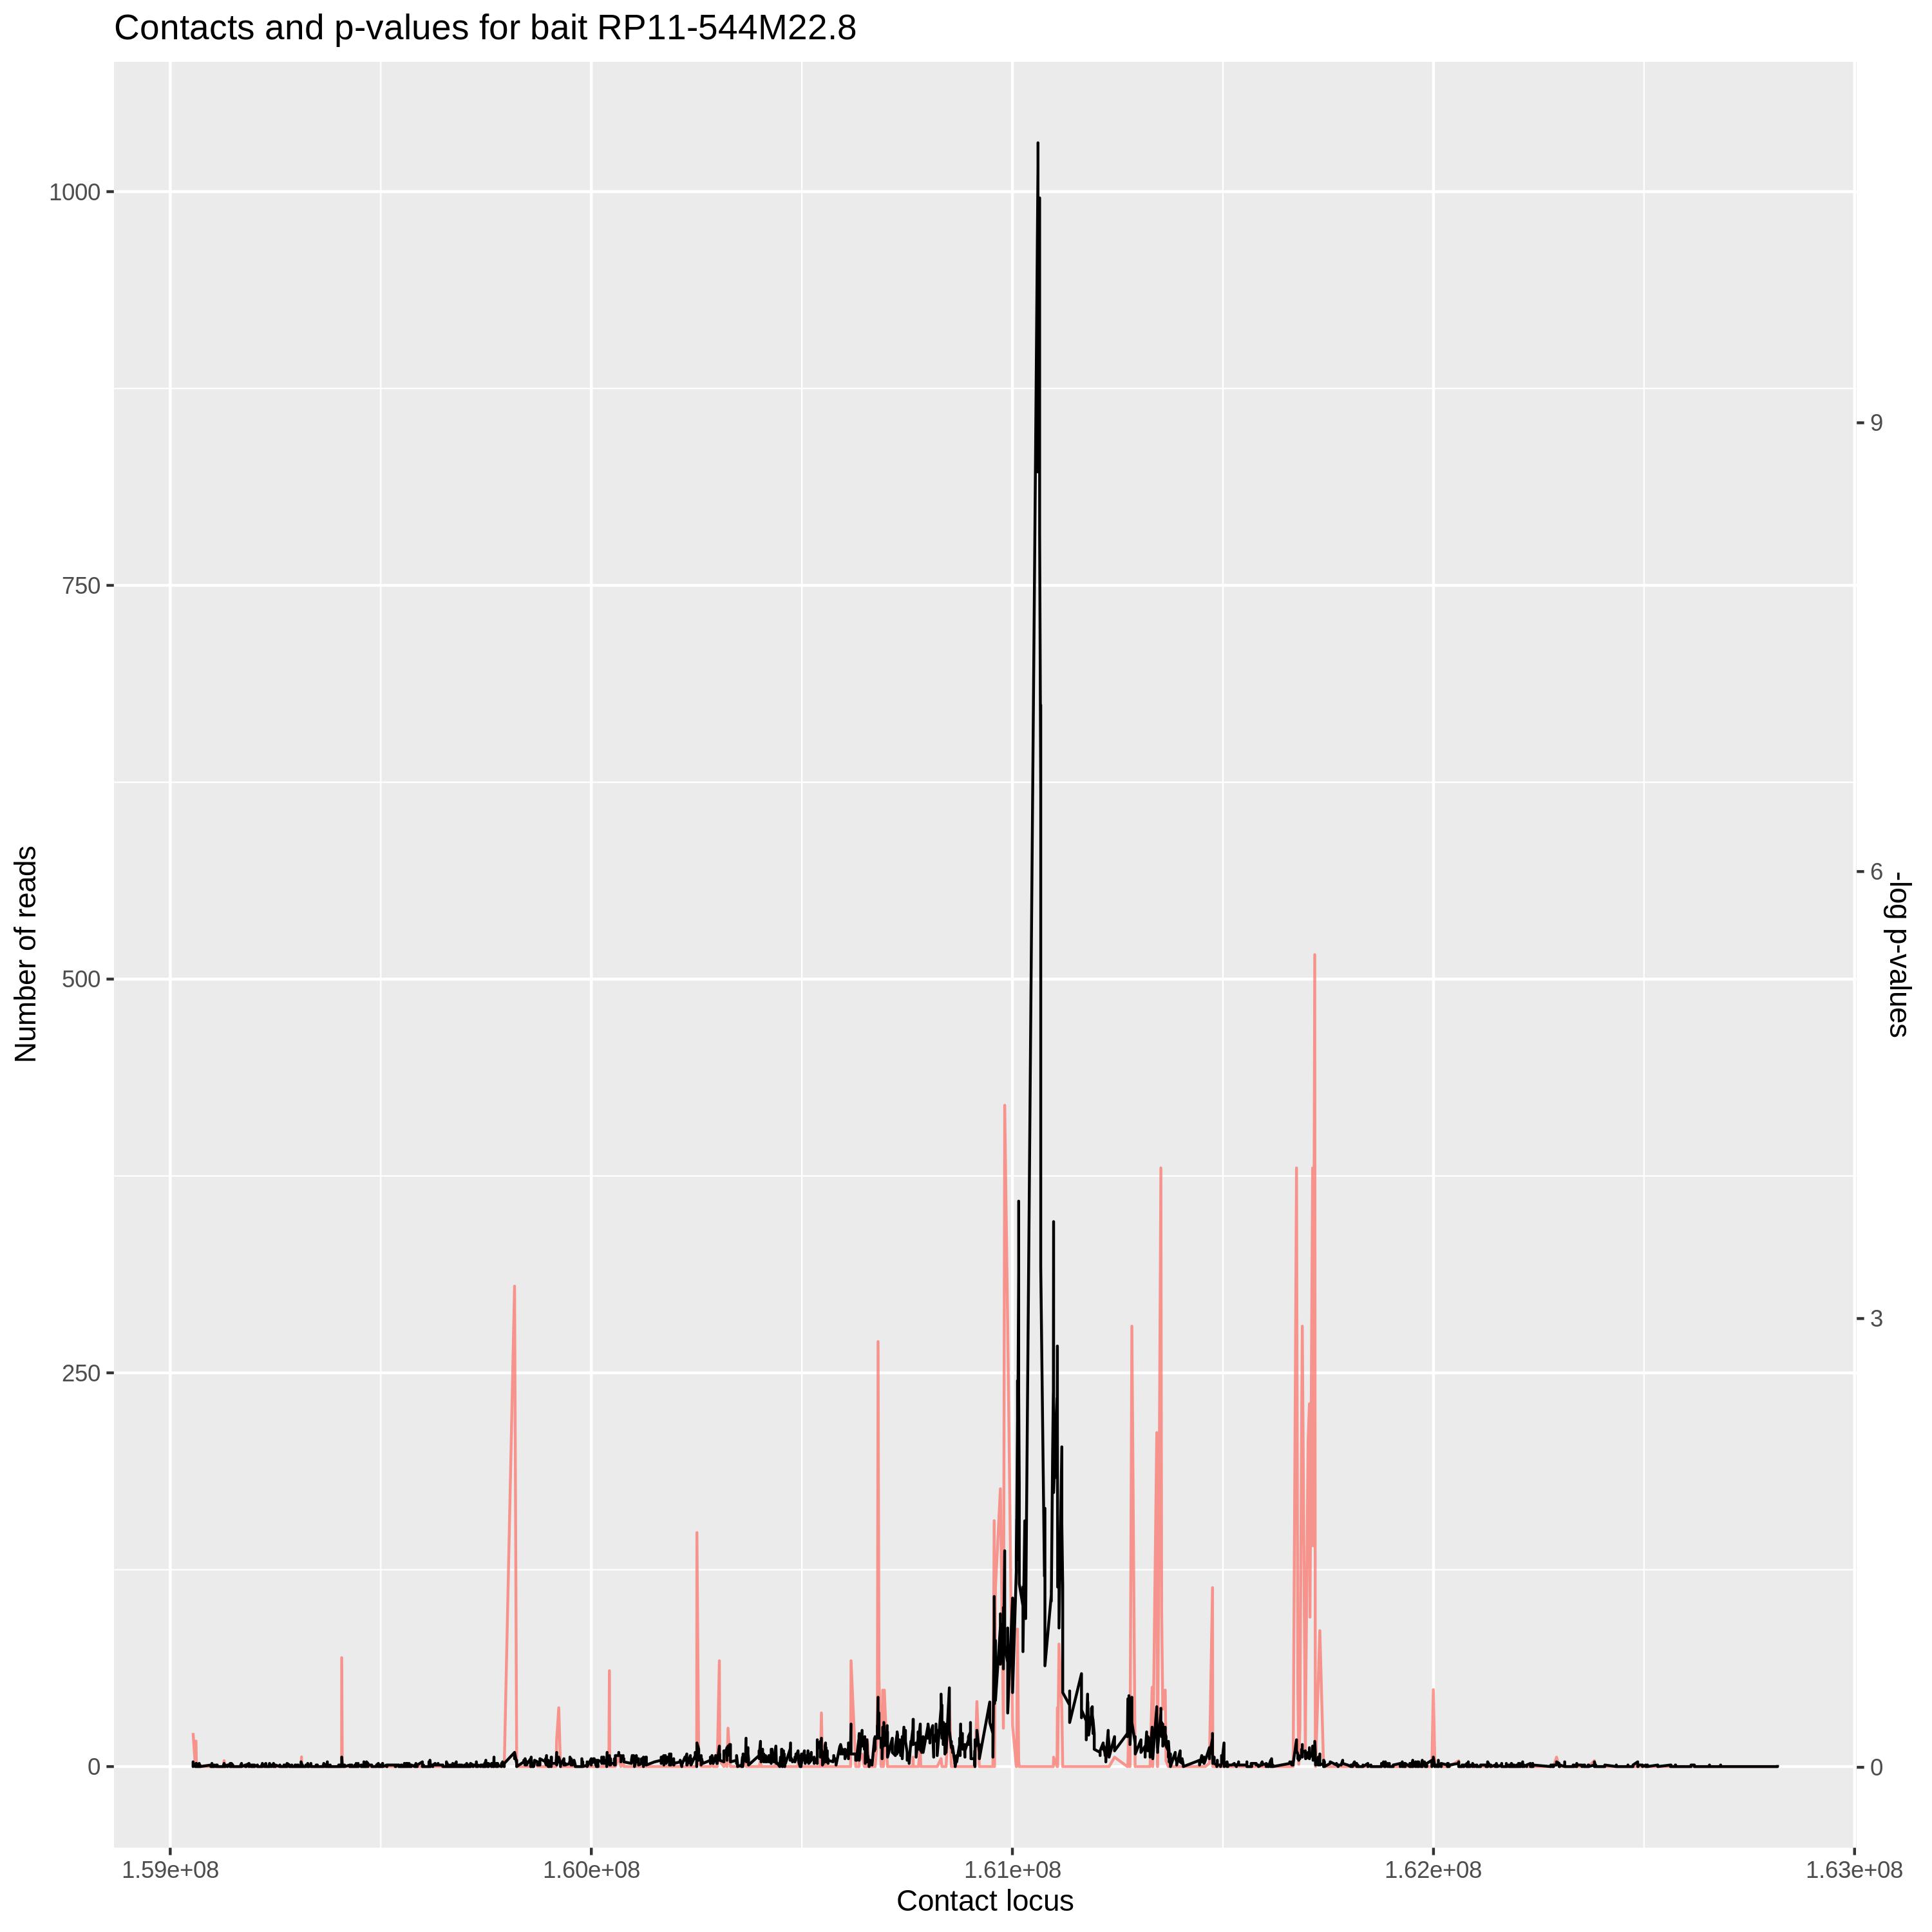 Contacts and p-values for bait RP11-544M22.8
1000
750
500
250
0
Number of reads
9
6
3
0
-log p-values
1.59e+08
1.60e+08
1.61e+08
1.62e+08
1.63e+08
Contact locus